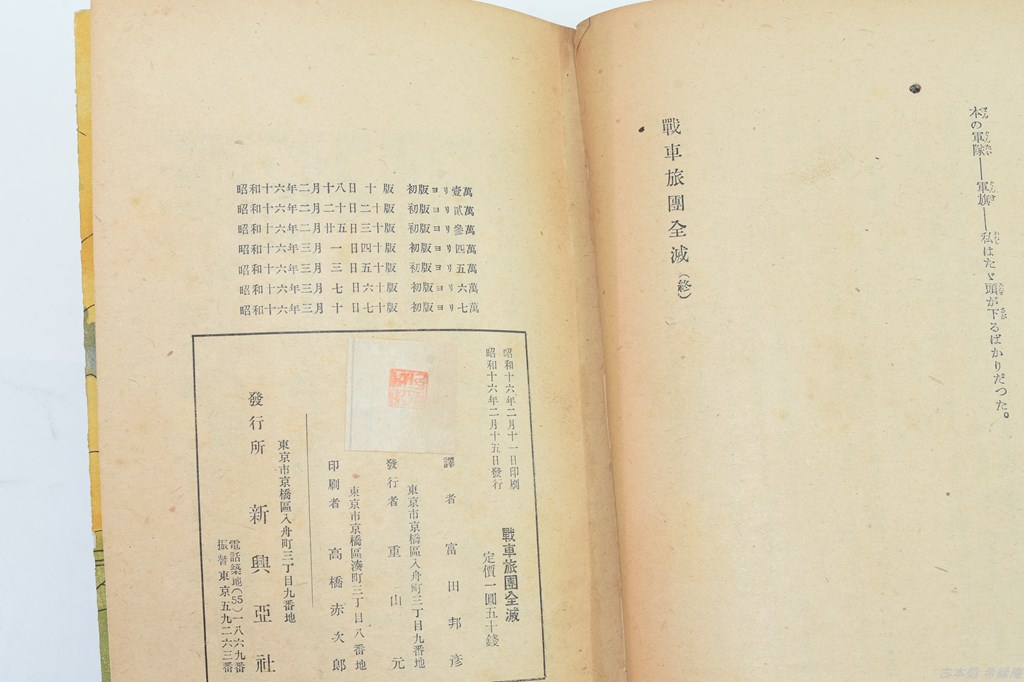 本の軍隊──軍旗──私はたと頭が下るばかりだつた。
戰車旅團全滅(終)
昭和十六年二月十八日 十版 初版ヨリ壹萬
昭和十六年二月二十日二十版 初版ヨリ貳萬
昭和十六年二月廿五日三十版 初版ヨリ參萬
昭和十六年三月一日四十版 初版ヨリ四萬
昭和十六年三月三日五十版 初版ヨリ五萬
昭和十六年三月七日六十版 初版ヨリ六萬
昭和十六年三月十日七十版 初版ヨリ七萬
昭和十六年二月十一日印刷
昭和十六年二月十五日發行
戰車旅團全滅
定價一圓五十錢
譯者 富田邦彦
東京市京橋區入舟町三丁目九番地
發行者 重山元
東京市京橋區湊町三丁目八番地
印刷者 高橋赤次郎
東京市京橋區入舟町三丁目九番地
發行所 新興亞社
電話築地(55)一八六九番
振替東京五九二六三番